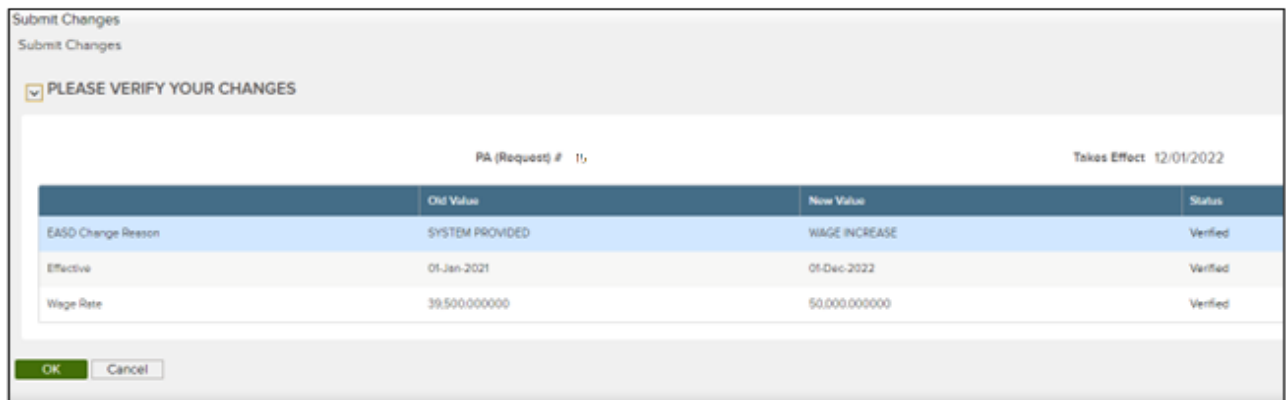 Submit Changes
Submit Changes
PLEASE VERIFY YOUR CHANGES
PA (Request) # Takes Effect 12/01/2022
Old Value New Value Status
EASD Change Reason SYSTEM PROVIDED WAGE INCREASE Verified
Effective 01-Jan-2021 01-Dec-2022 Verified
Wage Rate 39,500.000000 50,000.000000 Verified
OK Cancel